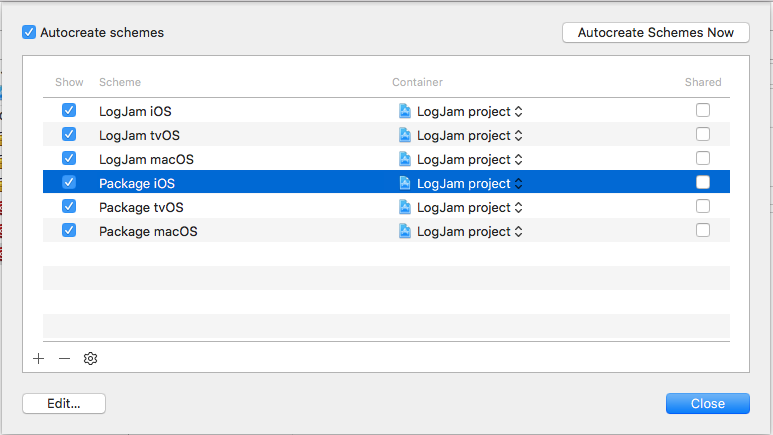 Autocreate schemes
Autocreate Schemes Now
Show Scheme Container Shared
LogJam iOS LogJam project
LogJam tvOS LogJam project
LogJam macOS LogJam project
Package iOS LogJam project
Package tvOS LogJam project
Package macOS LogJam project
Edit...
Close